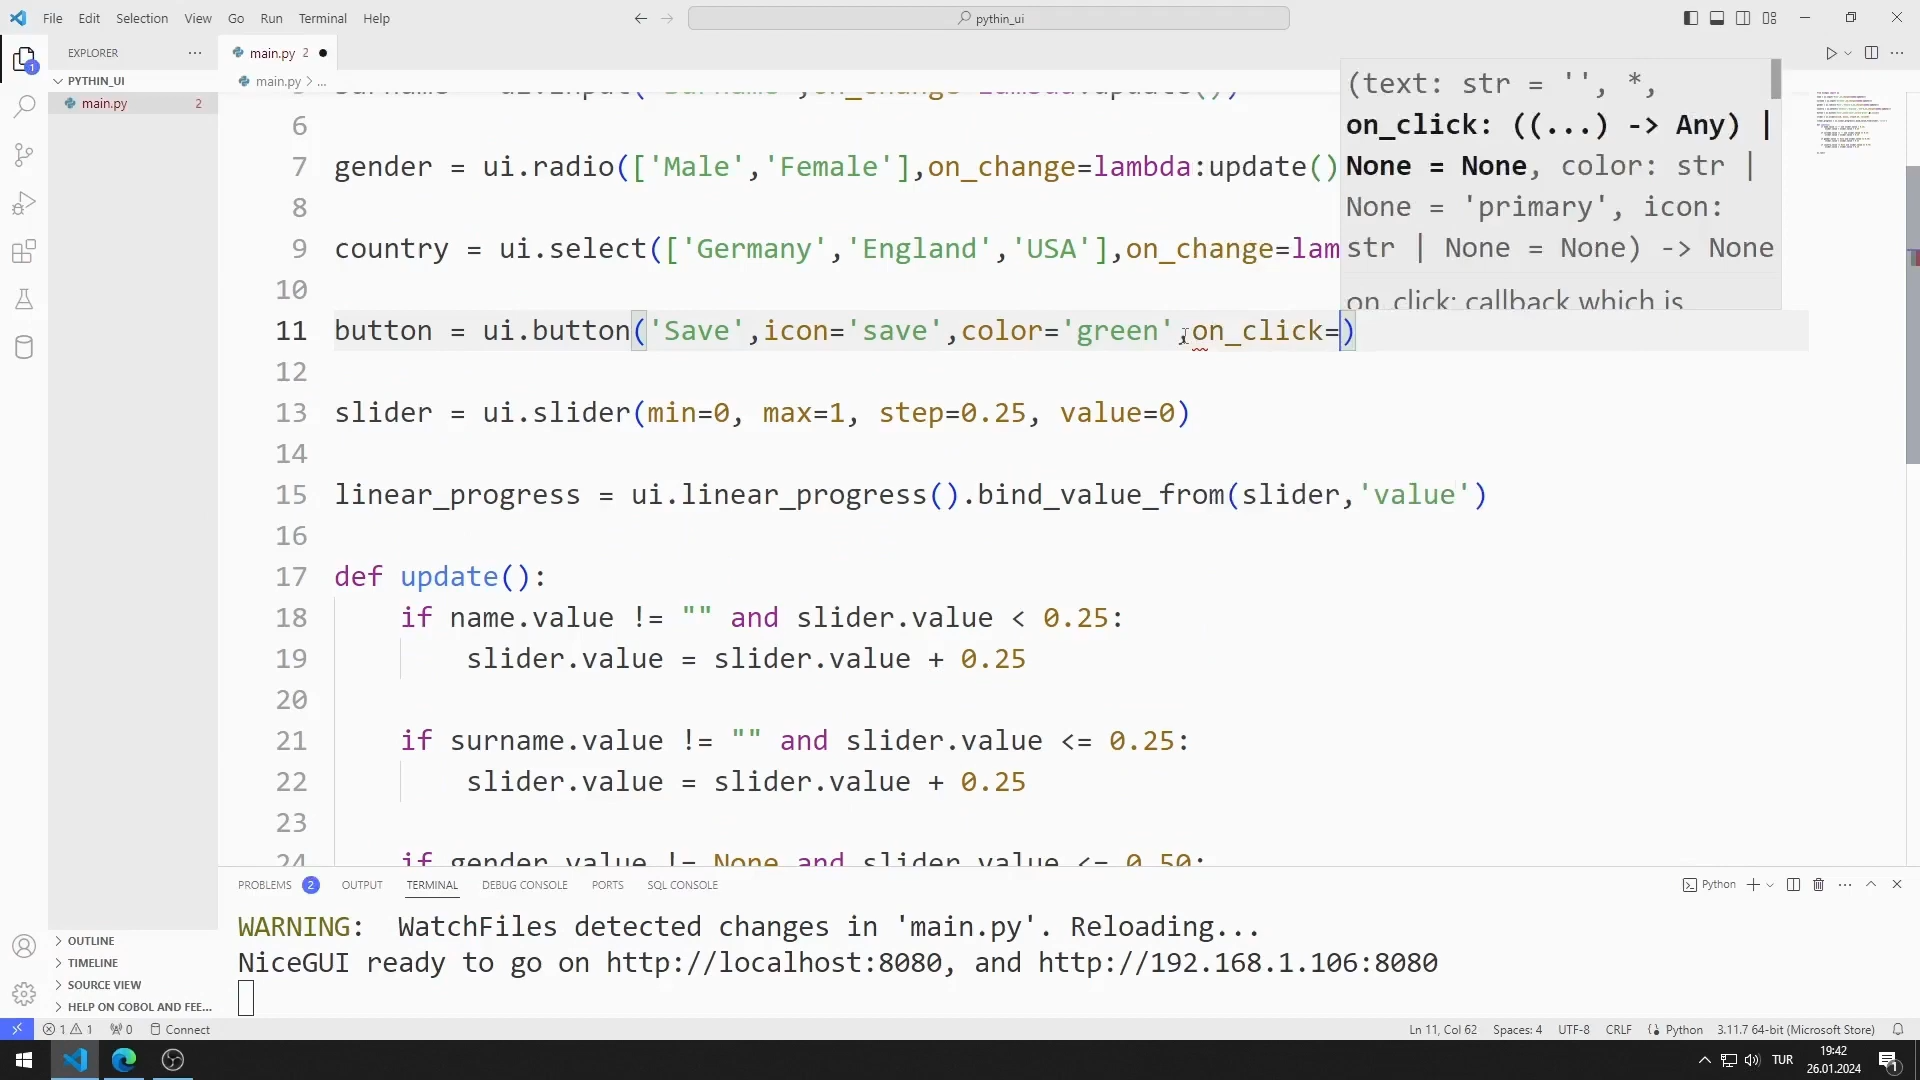 File Edit Selection View Go Run Terminal Help
pythin_ui
EXPLORER
PYTHIN_UI
main.py 2
main.py 2
main.py > ...
1
6
7 gender = ui.radio(['Male','Female'],on_change=lambda:update()
8
9 country = ui.select(['Germany','England','USA'],on_change=lam
10
11 button = ui.button('Save',icon='save',color='green',on_click=)
12
13 slider = ui.slider(min=0, max=1, step=0.25, value=0)
14
15 linear_progress = ui.linear_progress().bind_value_from(slider,'value')
16
17 def update():
18 if name.value != "" and slider.value < 0.25:
19 slider.value = slider.value + 0.25
20
21 if surname.value != "" and slider.value <= 0.25:
22 slider.value = slider.value + 0.25
23
24 if gender.value != None and slider.value <= 0.50:
(text: str = '', *,
on_click: ((...) -> Any) |
None = None, color: str |
None = 'primary', icon:
str | None = None) -> None
on_click: callback which is
PROBLEMS 2 OUTPUT TERMINAL DEBUG CONSOLE PORTS SQL CONSOLE
Python
WARNING: WatchFiles detected changes in 'main.py'. Reloading...
NiceGUI ready to go on http://localhost:8080, and http://192.168.1.106:8080
OUTLINE
TIMELINE
SOURCE VIEW
HELP ON COBOL AND FEE...
1 1 0 Connect
Ln 11, Col 62 Spaces: 4 UTF-8 CRLF Python 3.11.7 64-bit (Microsoft Store)
TUR
19:42
26.01.2024
1